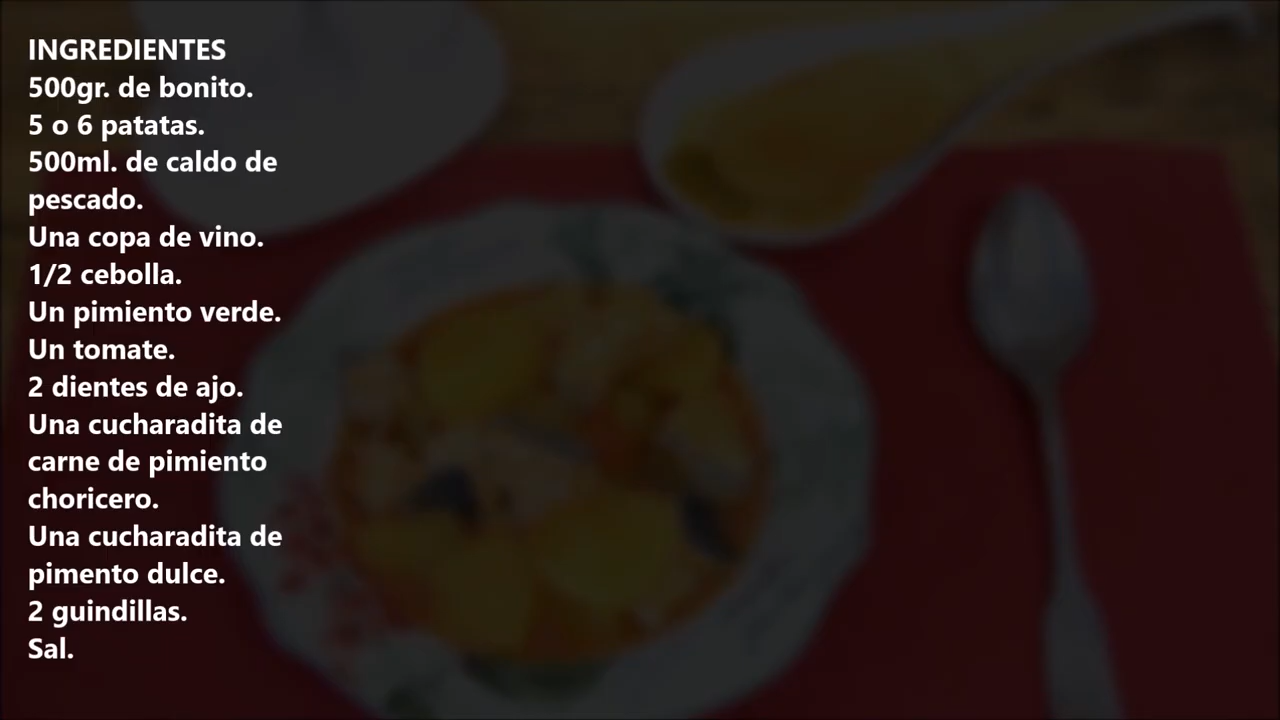 INGREDIENTES
500gr. de bonito.
5 o 6 patatas.
500ml. de caldo de
pescado.
Una copa de vino.
1/2 cebolla.
Un pimiento verde.
Un tomate.
2 dientes de ajo.
Una cucharadita de
carne de pimiento
choricero.
Una cucharadita de
pimento dulce.
2 guindillas.
Sal.